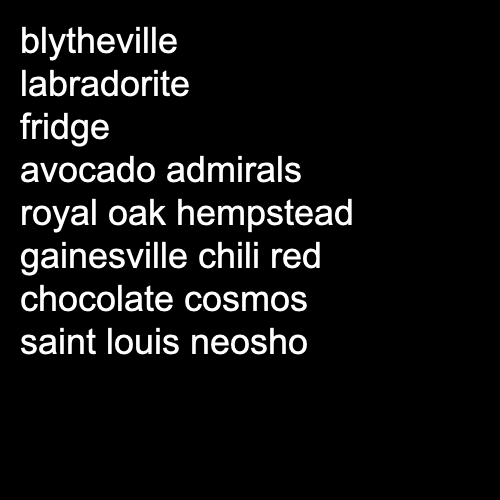 blytheville
labradorite
fridge
avocado admirals
royal oak hempstead
gainesville chili red
chocolate cosmos
saint louis neosho